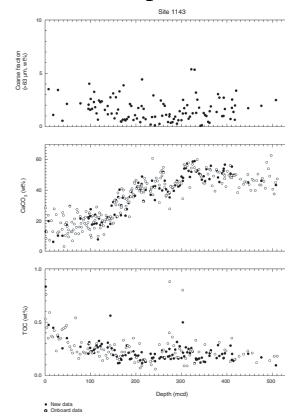 Site 1143
10
Coarse fraction
(>63 µm, wt%)
5
0
60
CaCO3 (wt%)
40
20
0
1.0
TOC (wt%)
0.5
0.0
0 100 200 300 400 500
Depth (mcd)
New data
Onboard data